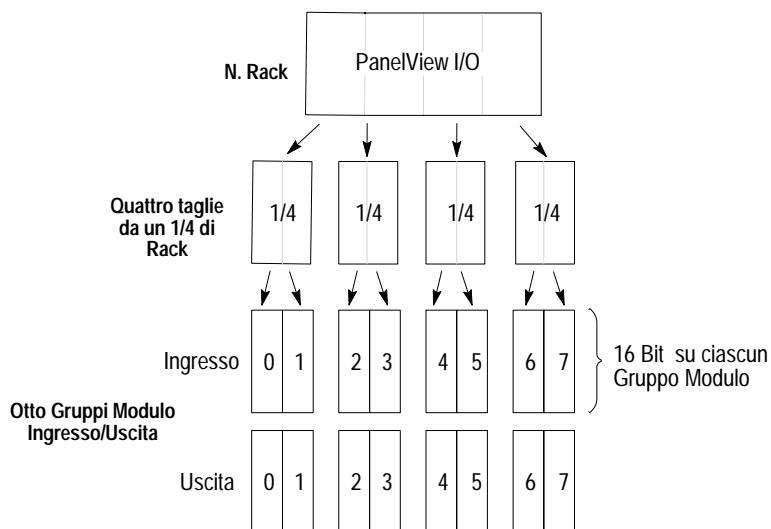 PanelView I/O
N. Rack
Quattro taglie
da un 1/4 di
Rack
1/4 1/4 1/4 1/4
Ingresso 0 1 2 3 4 5 6 7
16 Bit su ciascun
Gruppo Modulo
Otto Gruppi Modulo
Ingresso/Uscita
Uscita 0 1 2 3 4 5 6 7